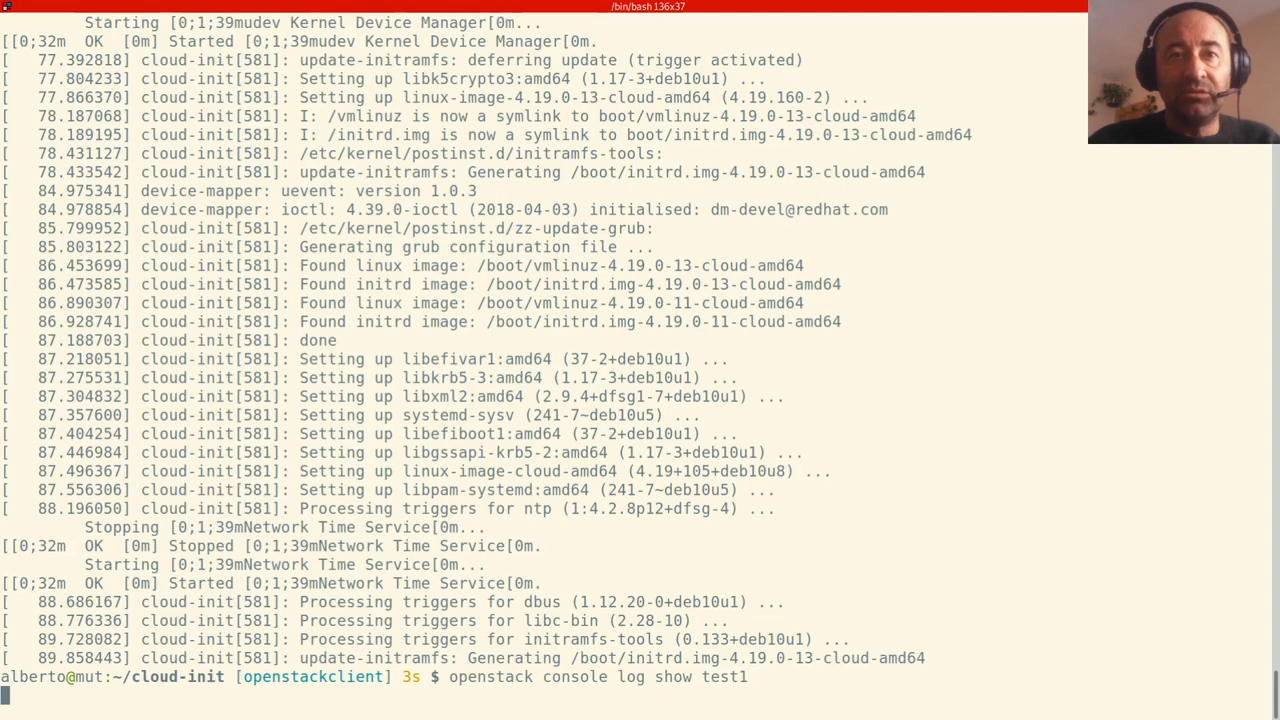 /bin/bash 136x37
Starting [0;1;39mudev Kernel Device Manager[0m...
[[0;32m  OK  [0m] Started [0;1;39mudev Kernel Device Manager[0m.
[   77.392818] cloud-init[581]: update-initramfs: deferring update (trigger activated)
[   77.804233] cloud-init[581]: Setting up libk5crypto3:amd64 (1.17-3+deb10u1) ...
[   77.866370] cloud-init[581]: Setting up linux-image-4.19.0-13-cloud-amd64 (4.19.160-2) ...
[   78.187068] cloud-init[581]: I: /vmlinuz is now a symlink to boot/vmlinuz-4.19.0-13-cloud-amd64
[   78.189195] cloud-init[581]: I: /initrd.img is now a symlink to boot/initrd.img-4.19.0-13-cloud-amd64
[   78.431127] cloud-init[581]: /etc/kernel/postinst.d/initramfs-tools:
[   78.433542] cloud-init[581]: update-initramfs: Generating /boot/initrd.img-4.19.0-13-cloud-amd64
[   84.975341] device-mapper: uevent: version 1.0.3
[   84.978854] device-mapper: ioctl: 4.39.0-ioctl (2018-04-03) initialised: dm-devel@redhat.com
[   85.799952] cloud-init[581]: /etc/kernel/postinst.d/zz-update-grub:
[   85.803122] cloud-init[581]: Generating grub configuration file ...
[   86.453699] cloud-init[581]: Found linux image: /boot/vmlinuz-4.19.0-13-cloud-amd64
[   86.473585] cloud-init[581]: Found initrd image: /boot/initrd.img-4.19.0-13-cloud-amd64
[   86.890307] cloud-init[581]: Found linux image: /boot/vmlinuz-4.19.0-11-cloud-amd64
[   86.928741] cloud-init[581]: Found initrd image: /boot/initrd.img-4.19.0-11-cloud-amd64
[   87.188703] cloud-init[581]: done
[   87.218051] cloud-init[581]: Setting up libefivar1:amd64 (37-2+deb10u1) ...
[   87.275531] cloud-init[581]: Setting up libkrb5-3:amd64 (1.17-3+deb10u1) ...
[   87.304832] cloud-init[581]: Setting up libxml2:amd64 (2.9.4+dfsg1-7+deb10u1) ...
[   87.357600] cloud-init[581]: Setting up systemd-sysv (241-7~deb10u5) ...
[   87.404254] cloud-init[581]: Setting up libefiboot1:amd64 (37-2+deb10u1) ...
[   87.446984] cloud-init[581]: Setting up libgssapi-krb5-2:amd64 (1.17-3+deb10u1) ...
[   87.496367] cloud-init[581]: Setting up linux-image-cloud-amd64 (4.19+105+deb10u8) ...
[   87.556306] cloud-init[581]: Setting up libpam-systemd:amd64 (241-7~deb10u5) ...
[   88.196050] cloud-init[581]: Processing triggers for ntp (1:4.2.8p12+dfsg-4) ...
Stopping [0;1;39mNetwork Time Service[0m...
[[0;32m  OK  [0m] Stopped [0;1;39mNetwork Time Service[0m.
Starting [0;1;39mNetwork Time Service[0m...
[[0;32m  OK  [0m] Started [0;1;39mNetwork Time Service[0m.
[   88.686167] cloud-init[581]: Processing triggers for dbus (1.12.20-0+deb10u1) ...
[   88.776336] cloud-init[581]: Processing triggers for libc-bin (2.28-10) ...
[   89.728082] cloud-init[581]: Processing triggers for initramfs-tools (0.133+deb10u1) ...
[   89.858443] cloud-init[581]: update-initramfs: Generating /boot/initrd.img-4.19.0-13-cloud-amd64
alberto@mut:~/cloud-init [openstackclient] 3s $ openstack console log show test1